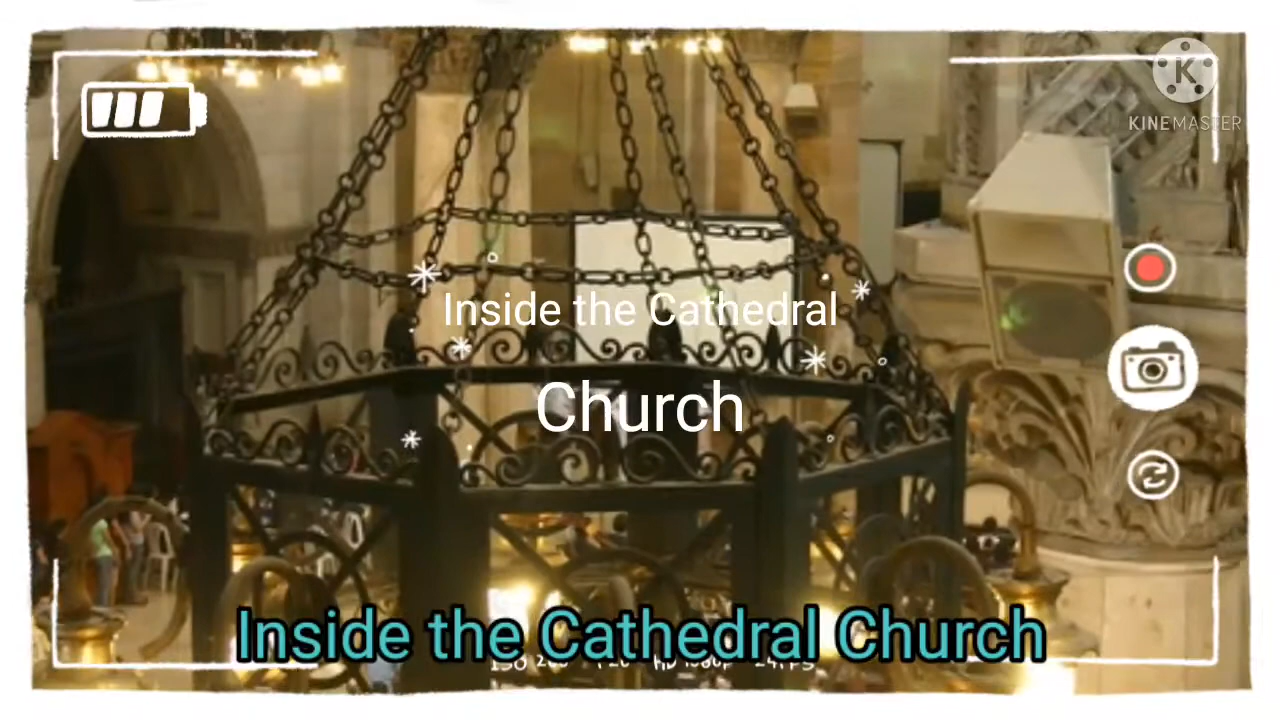 KINEMASTER
Inside the Cathedral
Church
Inside the Cathedral Church